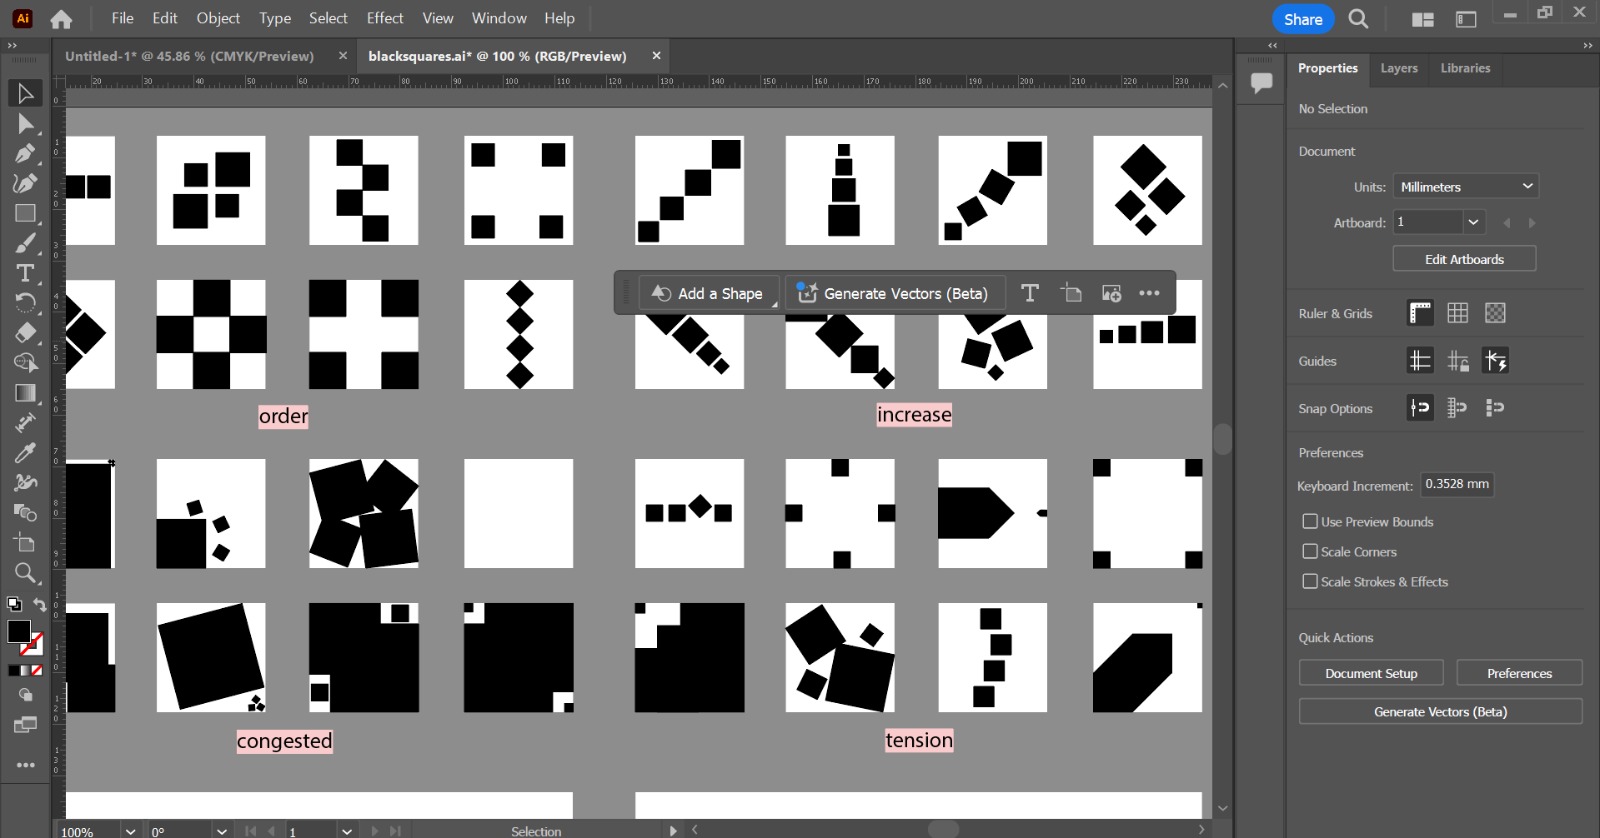 Ai File Edit Object Type Select Effect View Window Help Share
Untitled-1* @ 45.86 % (CMYK/Preview) × blacksquares.ai* @ 100 % (RGB/Preview) ×
20 30 40 50 60 70 80 90 100 110 120 130 140 150 160 170 180 190 200 210 220 230
Properties Layers Libraries
No Selection
Document
Units: Millimeters
Artboard: 1
Edit Artboards
Add a Shape Generate Vectors (Beta) T
Ruler & Grids
Guides
Snap Options
order increase
Preferences
Keyboard Increment: 0.3528 mm
Use Preview Bounds
Scale Corners
Scale Strokes & Effects
Quick Actions
Document Setup Preferences
Generate Vectors (Beta)
congested tension
100% 0° 1 Selection